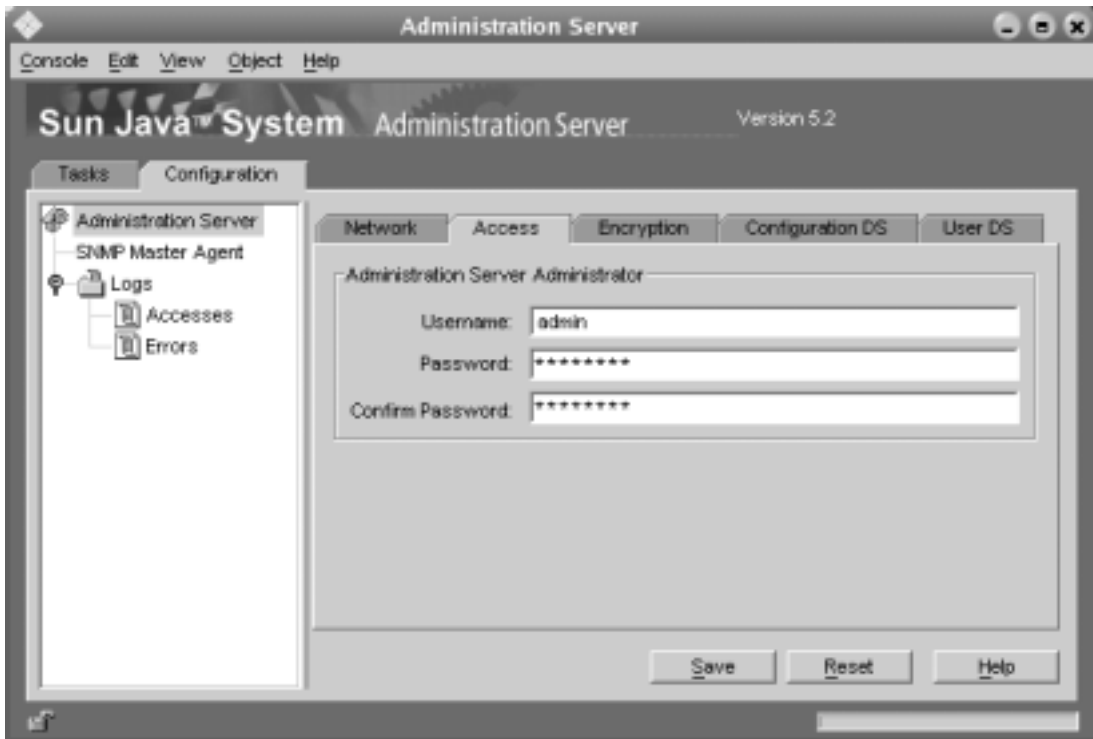 Administration Server
Console Edit View Object Help
Sun Java™ System Administration Server Version 5.2
Tasks Configuration
Administration Server
SNMP Master Agent
Logs
Accesses
Errors
Network Access Encryption Configuration DS User DS
Administration Server Administrator
Username: admin
Password: ********
Confirm Password: ********
Save Reset Help